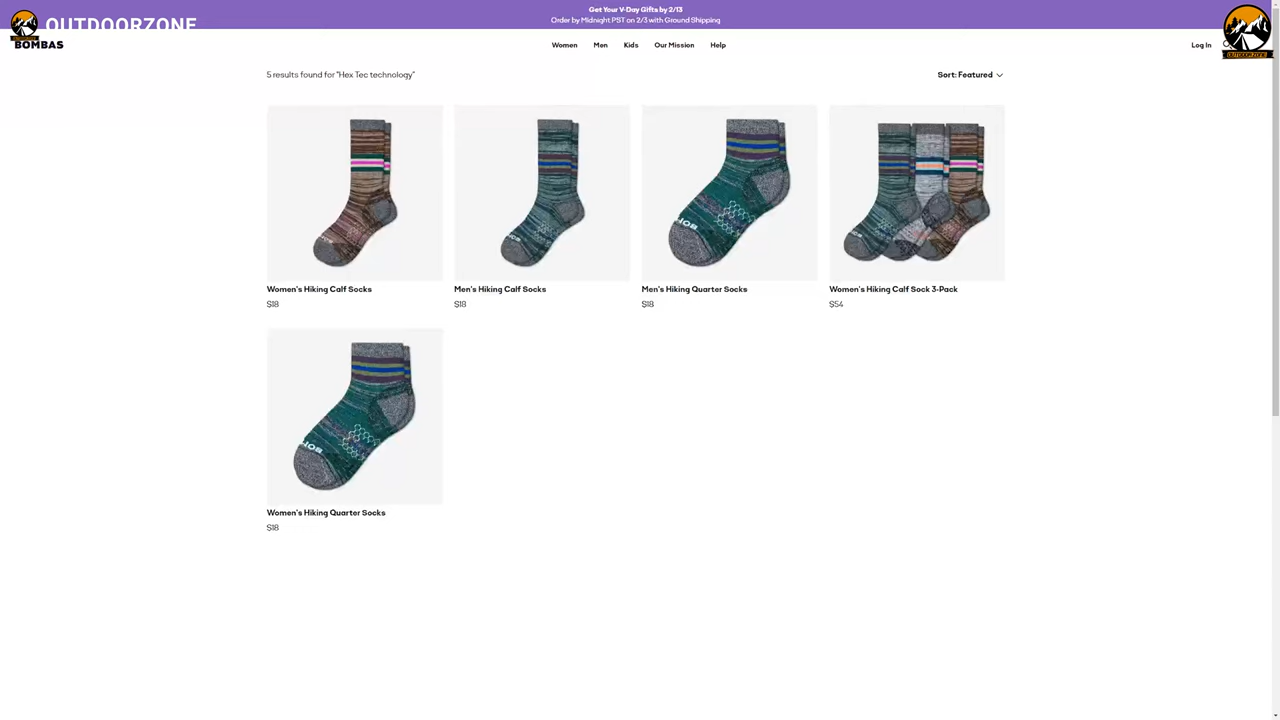 OUTDOORZONE
Get Your V-Day Gifts by 2/13
Order by Midnight PST on 2/3 with Ground Shipping
BOMBAS
Women
Men
Kids
Our Mission
Help
Log In
OUTDOOR ZONE
5 results found for "Hex Tec technology"
Sort: Featured
Women's Hiking Calf Socks
$18
Men's Hiking Calf Socks
$18
Men's Hiking Quarter Socks
$18
Women's Hiking Calf Sock 3-Pack
$54
Women's Hiking Quarter Socks
$18